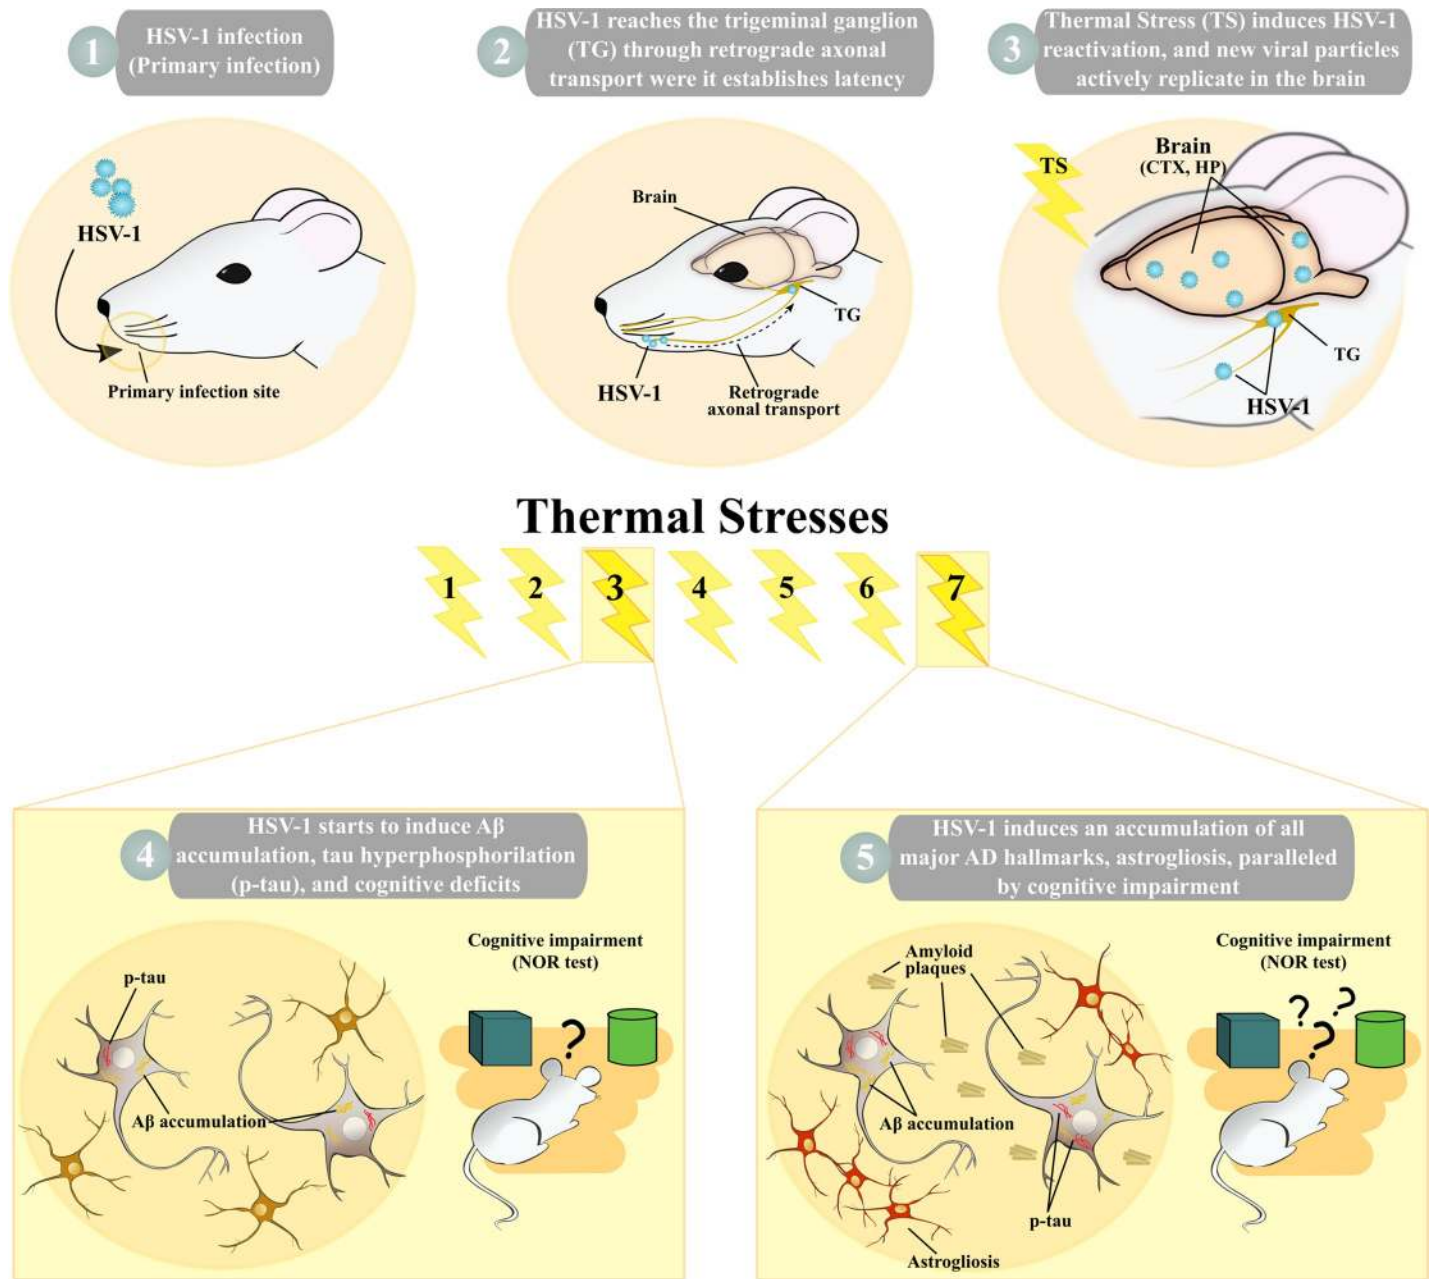 1
HSV-1 infection
(Primary infection)
2
HSV-1 reaches the trigeminal ganglion
(TG) through retrograde axonal
transport were it establishes latency
3
Thermal Stress (TS) induces HSV-1
reactivation, and new viral particles
actively replicate in the brain
HSV-1
Primary infection site
Brain
TG
HSV-1
Retrograde
axonal transport
TS
Brain
(CTX, HP)
TG
HSV-1
Thermal Stresses
1
2
3
4
5
6
7
4
HSV-1 starts to induce Aβ
accumulation, tau hyperphosphorilation
(p-tau), and cognitive deficits
p-tau
Aβ accumulation
Cognitive impairment
(NOR test)
?
5
HSV-1 induces an accumulation of all
major AD hallmarks, astrogliosis, paralleled
by cognitive impairment
Amyloid
plaques
Aβ accumulation
p-tau
Astrogliosis
Cognitive impairment
(NOR test)
? ? ?